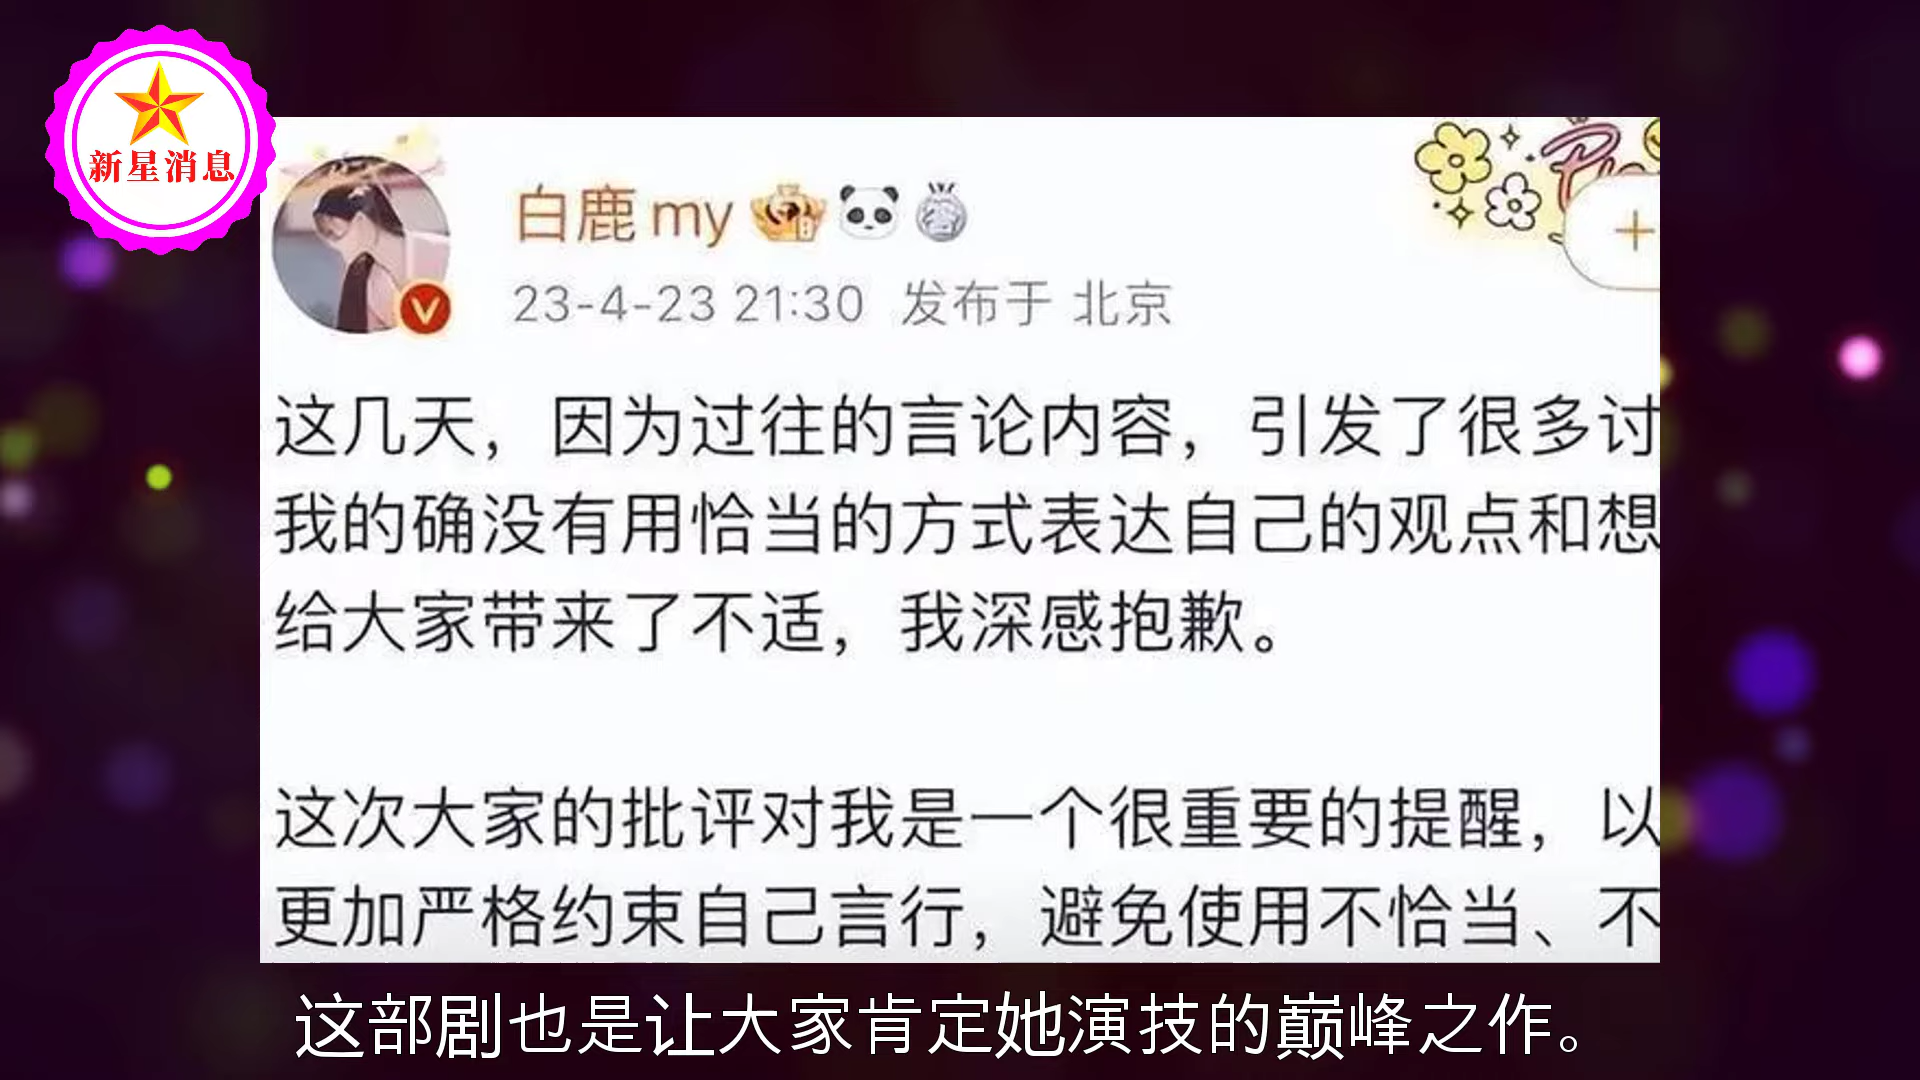 新星消息
白鹿my
23-4-23 21:30 发布于 北京
这几天，因为过往的言论内容，引发了很多讨
我的确没有用恰当的方式表达自己的观点和想
给大家带来了不适，我深感抱歉。
这次大家的批评对我是一个很重要的提醒，以
更加严格约束自己言行，避免使用不恰当、不
这部剧也是让大家肯定她演技的巅峰之作。